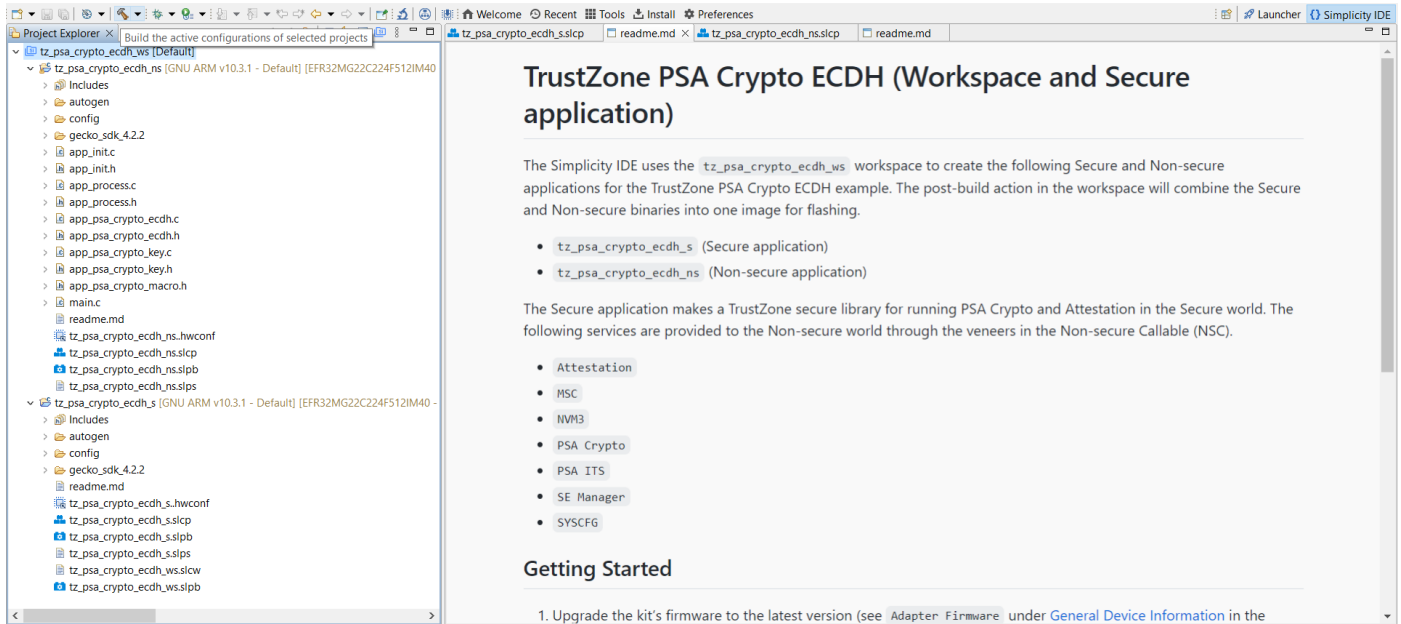 Welcome Recent Tools Install Preferences
Launcher {} Simplicity IDE
Project Explorer ×
Build the active configurations of selected projects
tz_psa_crypto_ecdh_s.slcp readme.md × tz_psa_crypto_ecdh_ns.slcp readme.md
tz_psa_crypto_ecdh_ws [Default]
tz_psa_crypto_ecdh_ns [GNU ARM v10.3.1 - Default] [EFR32MG22C224F512IM40
Includes
autogen
config
gecko_sdk_4.2.2
app_init.c
app_init.h
app_process.c
app_process.h
app_psa_crypto_ecdh.c
app_psa_crypto_ecdh.h
app_psa_crypto_key.c
app_psa_crypto_key.h
app_psa_crypto_macro.h
main.c
readme.md
tz_psa_crypto_ecdh_ns..hwconf
tz_psa_crypto_ecdh_ns.slcp
tz_psa_crypto_ecdh_ns.slpb
tz_psa_crypto_ecdh_ns.slps
tz_psa_crypto_ecdh_s [GNU ARM v10.3.1 - Default] [EFR32MG22C224F512IM40 -
Includes
autogen
config
gecko_sdk_4.2.2
readme.md
tz_psa_crypto_ecdh_s..hwconf
tz_psa_crypto_ecdh_s.slcp
tz_psa_crypto_ecdh_s.slpb
tz_psa_crypto_ecdh_s.slps
tz_psa_crypto_ecdh_ws.slcw
tz_psa_crypto_ecdh_ws.slpb
TrustZone PSA Crypto ECDH (Workspace and Secure
application)
The Simplicity IDE uses the tz_psa_crypto_ecdh_ws workspace to create the following Secure and Non-secure
applications for the TrustZone PSA Crypto ECDH example. The post-build action in the workspace will combine the Secure
and Non-secure binaries into one image for flashing.
• tz_psa_crypto_ecdh_s (Secure application)
• tz_psa_crypto_ecdh_ns (Non-secure application)
The Secure application makes a TrustZone secure library for running PSA Crypto and Attestation in the Secure world. The
following services are provided to the Non-secure world through the veneers in the Non-secure Callable (NSC).
• Attestation
• MSC
• NVM3
• PSA Crypto
• PSA ITS
• SE Manager
• SYSCFG
Getting Started
1. Upgrade the kit's firmware to the latest version (see Adapter Firmware under General Device Information in the